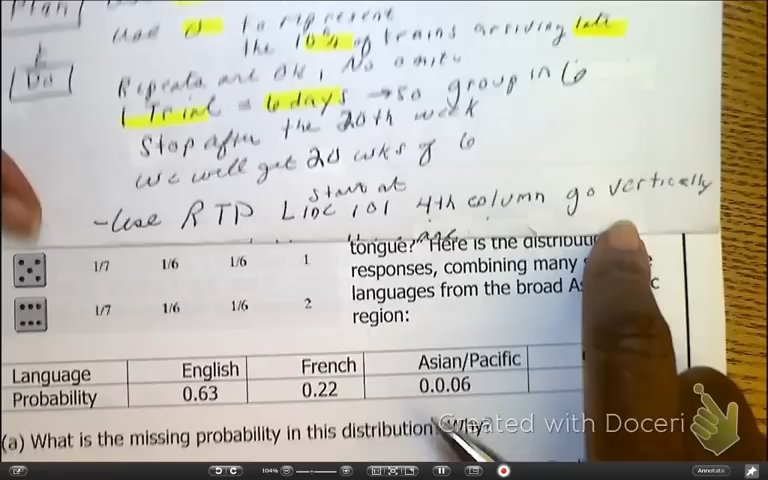 Plan
use 0 to represent
the 10% of trains arriving late
Do
Repeats are OK, No omits
1 Trial = 6 days → so group in 6
Stop after the 20th week
we will get 20 wks of 6
start at
-Use RTD Line 101 4th column go vertically
tongue?" Here is the
1/7 1/6 1/6 1
responses, combining many
languages from the broad
1/7 1/6 1/6 2
region:
Language English French Asian/Pacific
Probability 0.63 0.22 0.0.06
Created with Doceri
(a) What is the missing probability in this distribution? Why?
104%
Annotate